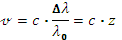 v = c · Δλ/λ₀ = c · z